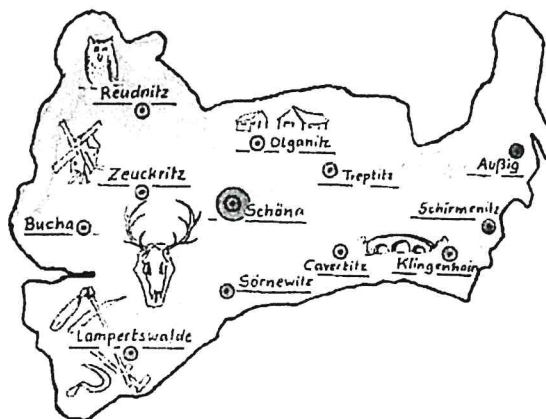 Reudnitz
Olganitz
Außig
Zeuckritz
Treptitz
Schöna
Schirmenitz
Bucha
Cavertitz
Klingenhain
Sörnewitz
Lampertswalde